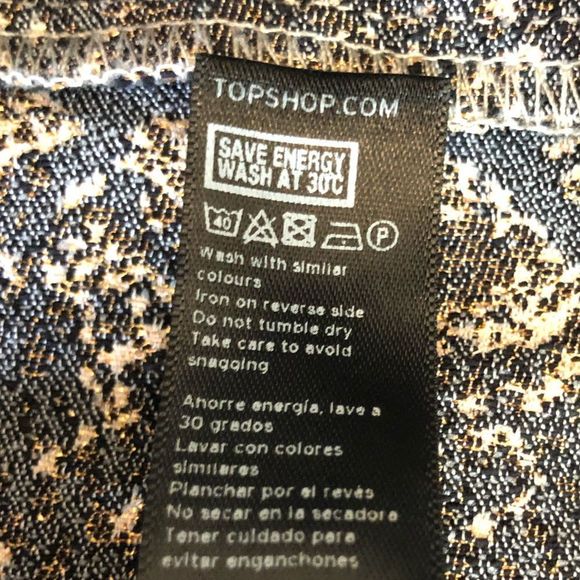 TOPSHOP.COM
SAVE ENERGY
WASH AT 30C
40 P
Wash with similar
colours
Iron on reverse side
Do not tumble dry
Take care to avoid
snagging
Ahorre energía, lave a
30 grados
Lavar con colores
similares
Planchar por el revés
No secar en la secadora
Tener cuidado para
evitar enganchones